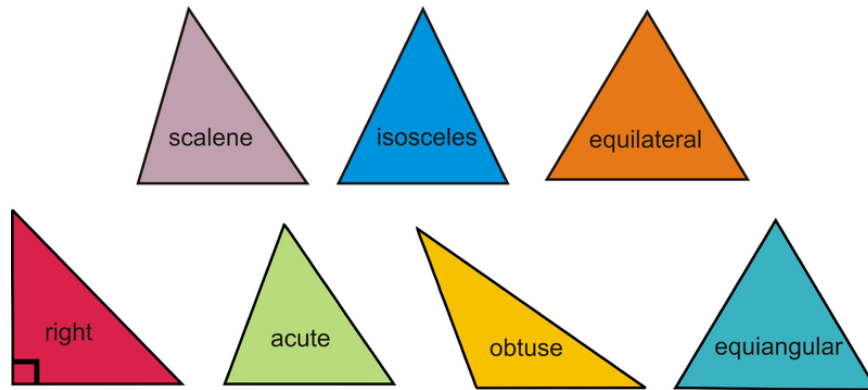 scalene
isosceles
equilateral
right
acute
obtuse
equiangular